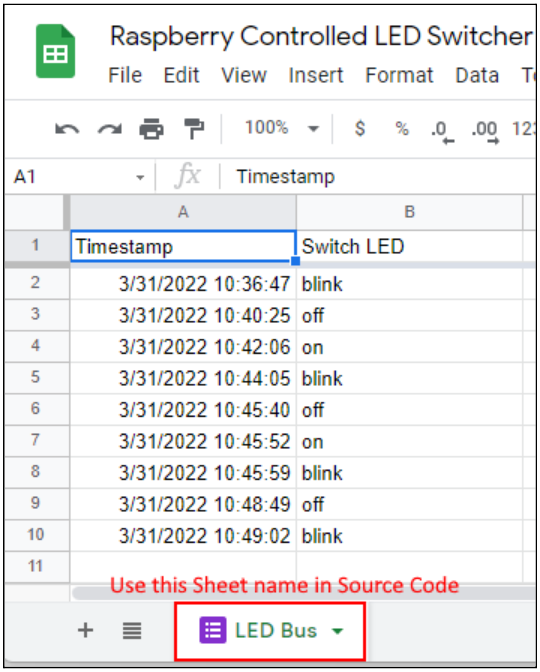 Raspberry Controlled LED Switcher
File Edit View Insert Format Data
100% $ % .0 .00 123
A1 fx Timestamp
A B
1 Timestamp Switch LED
2 3/31/2022 10:36:47 blink
3 3/31/2022 10:40:25 off
4 3/31/2022 10:42:06 on
5 3/31/2022 10:44:05 blink
6 3/31/2022 10:45:40 off
7 3/31/2022 10:45:52 on
8 3/31/2022 10:45:59 blink
9 3/31/2022 10:48:49 off
10 3/31/2022 10:49:02 blink
11
Use this Sheet name in Source Code
+ LED Bus